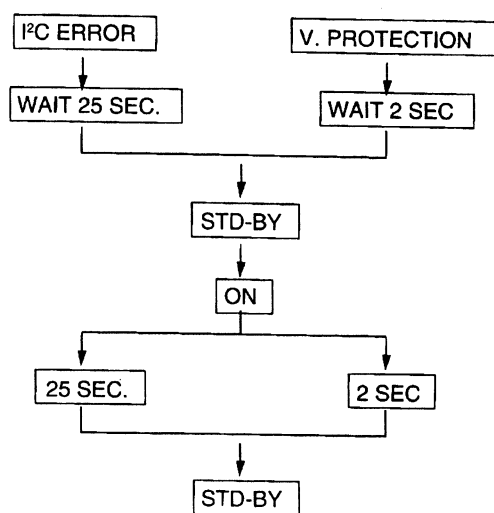 I²C ERROR
V. PROTECTION
WAIT 25 SEC.
WAIT 2 SEC
STD-BY
ON
25 SEC.
2 SEC
STD-BY